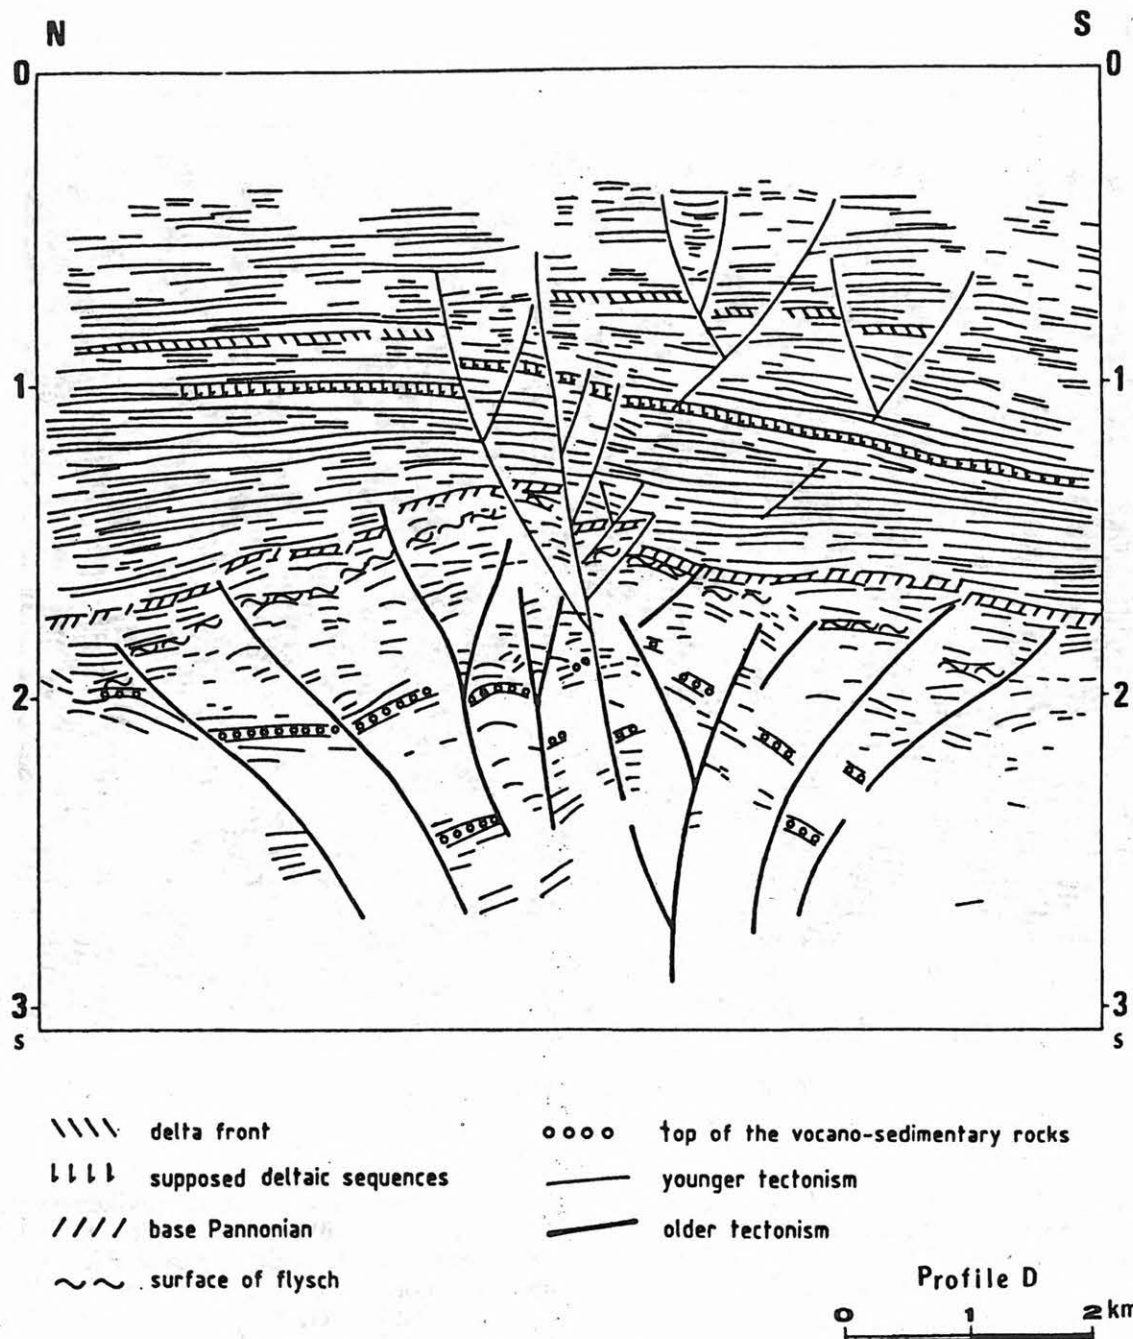 N S
0 0
1 1
2 2
3 3
s s
delta front
supposed deltaic sequences
base Pannonian
surface of flysch
top of the vocano-sedimentary rocks
younger tectonism
older tectonism
Profile D
0 1 2 km